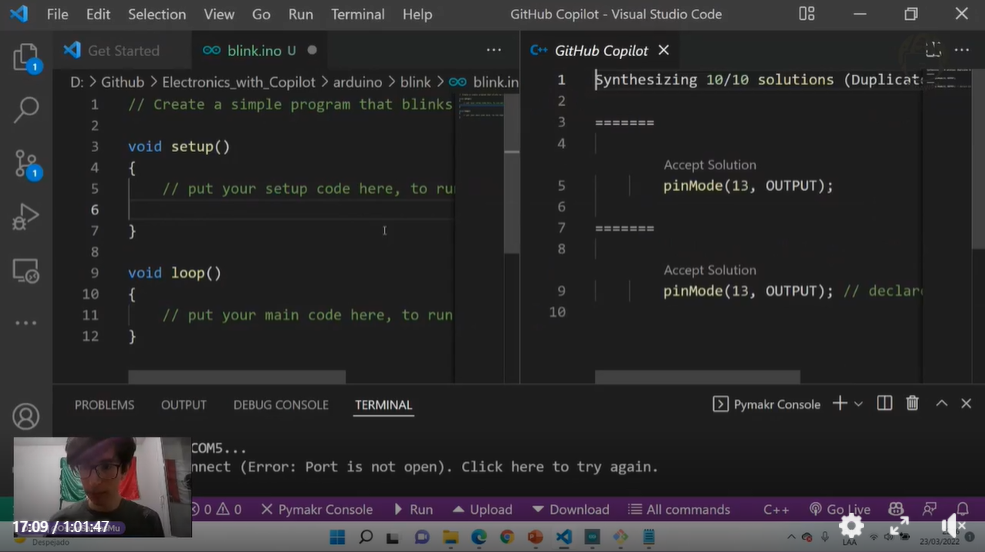 File Edit Selection View Go Run Terminal Help GitHub Copilot - Visual Studio Code
Get Started blink.ino U GitHub Copilot
D: > Github > Electronics_with_Copilot > arduino > blink > blink.in
1 // Create a simple program that blinks
2
3 void setup()
4 {
5 // put your setup code here, to run
6
7 }
8
9 void loop()
10 {
11 // put your main code here, to run
12 }
1 Synthesizing 10/10 solutions (Duplicat
2
3 =======
4
Accept Solution
5 pinMode(13, OUTPUT);
6
7 =======
8
Accept Solution
9 pinMode(13, OUTPUT); // declar
10
1
1
PROBLEMS OUTPUT DEBUG CONSOLE TERMINAL Pymakr Console
COM5...
nnect (Error: Port is not open). Click here to try again.
0 0 Pymakr Console Run Upload Download All commands C++ Go Live
17:09 / 1:01:47
Despejado
LAA
23/03/2022